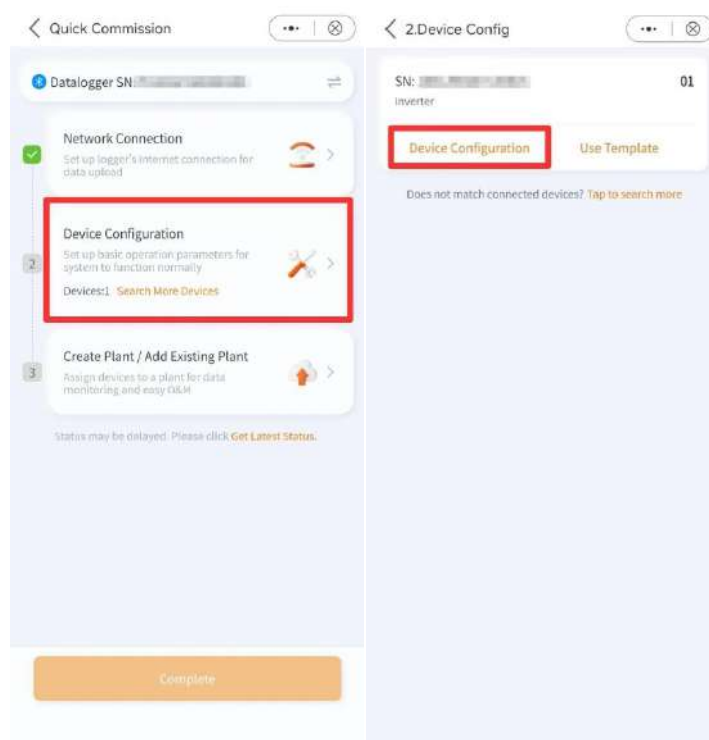 Quick Commission
Datalogger SN:
Network Connection
Set up logger's internet connection for
data upload
2
Device Configuration
Set up basic operation parameters for
system to function normally
Devices:1 Search More Devices
3
Create Plant / Add Existing Plant
Assign devices to a plant for data
monitoring and easy O&M
Status may be delayed. Please click Get Latest Status.
Complete
2.Device Config
SN: 01
Inverter
Device Configuration Use Template
Does not match connected devices? Tap to search more